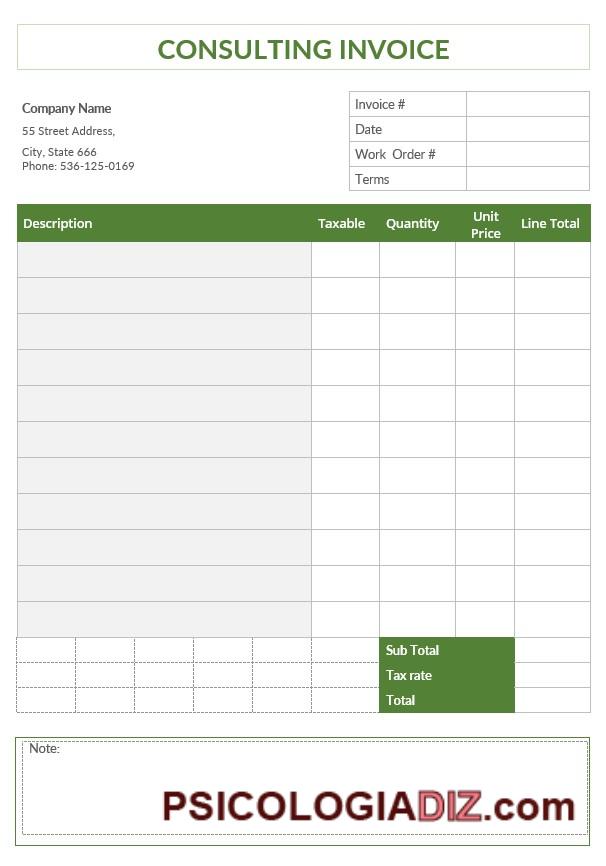 CONSULTING INVOICE
Company Name
55 Street Address,
City, State 666
Phone: 536-125-0169
Invoice #
Date
Work Order #
Terms
Description Taxable Quantity Unit Price Line Total
Sub Total
Tax rate
Total
Note:
PSICOLOGIADIZ.com